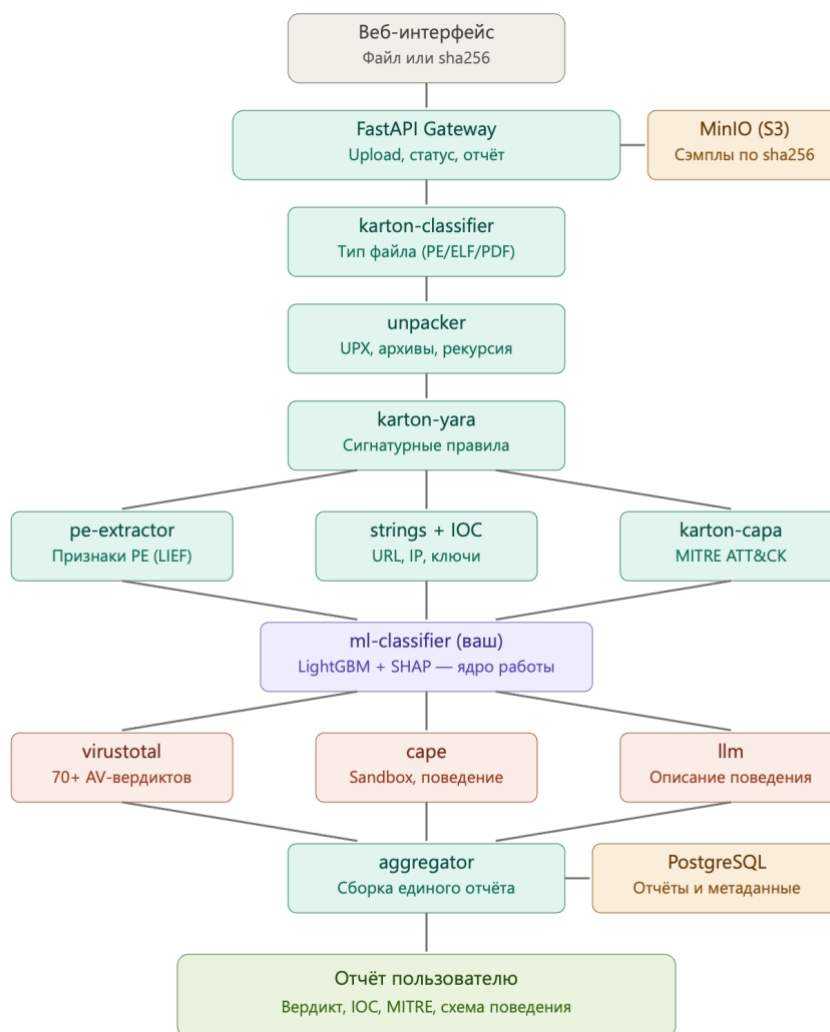 Веб-интерфейс
Файл или sha256
FastAPI Gateway
Upload, статус, отчёт
MinIO (S3)
Сэмплы по sha256
karton-classifier
Тип файла (PE/ELF/PDF)
unpacker
UPX, архивы, рекурсия
karton-yara
Сигнатурные правила
pe-extractor
Признаки PE (LIEF)
strings + IOC
URL, IP, ключи
karton-capa
MITRE ATT&CK
ml-classifier (ваш)
LightGBM + SHAP — ядро работы
virustotal
70+ AV-вердиктов
cape
Sandbox, поведение
llm
Описание поведения
aggregator
Сборка единого отчёта
PostgreSQL
Отчёты и метаданные
Отчёт пользователю
Вердикт, IOC, MITRE, схема поведения